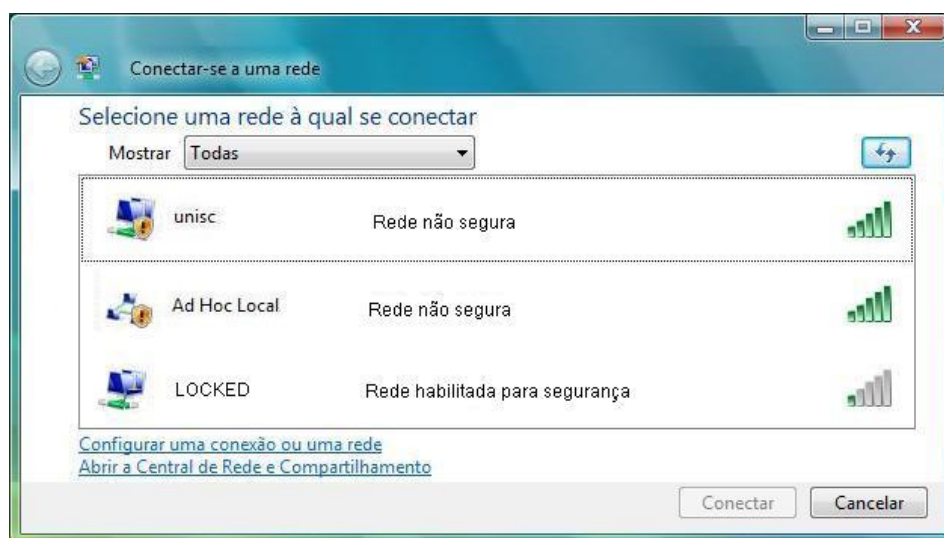 Conectar-se a uma rede
Selecione uma rede à qual se conectar
Mostrar Todas
unisc Rede não segura
Ad Hoc Local Rede não segura
LOCKED Rede habilitada para segurança
Configurar uma conexão ou uma rede
Abrir a Central de Rede e Compartilhamento
Conectar Cancelar